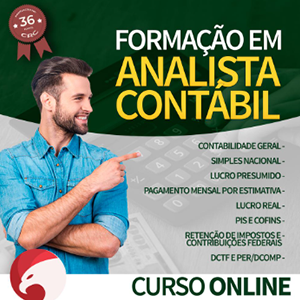 36
CRC
FORMAÇÃO EM
ANALISTA
CONTÁBIL
CONTABILIDADE GERAL -
SIMPLES NACIONAL -
LUCRO PRESUMIDO -
PAGAMENTO MENSAL POR ESTIMATIVA -
LUCRO REAL -
PIS E COFINS -
RETENÇÃO DE IMPOSTOS E -
CONTRIBUIÇÕES FEDERAIS
DCTF E PER/DCOMP -
CURSO ONLINE